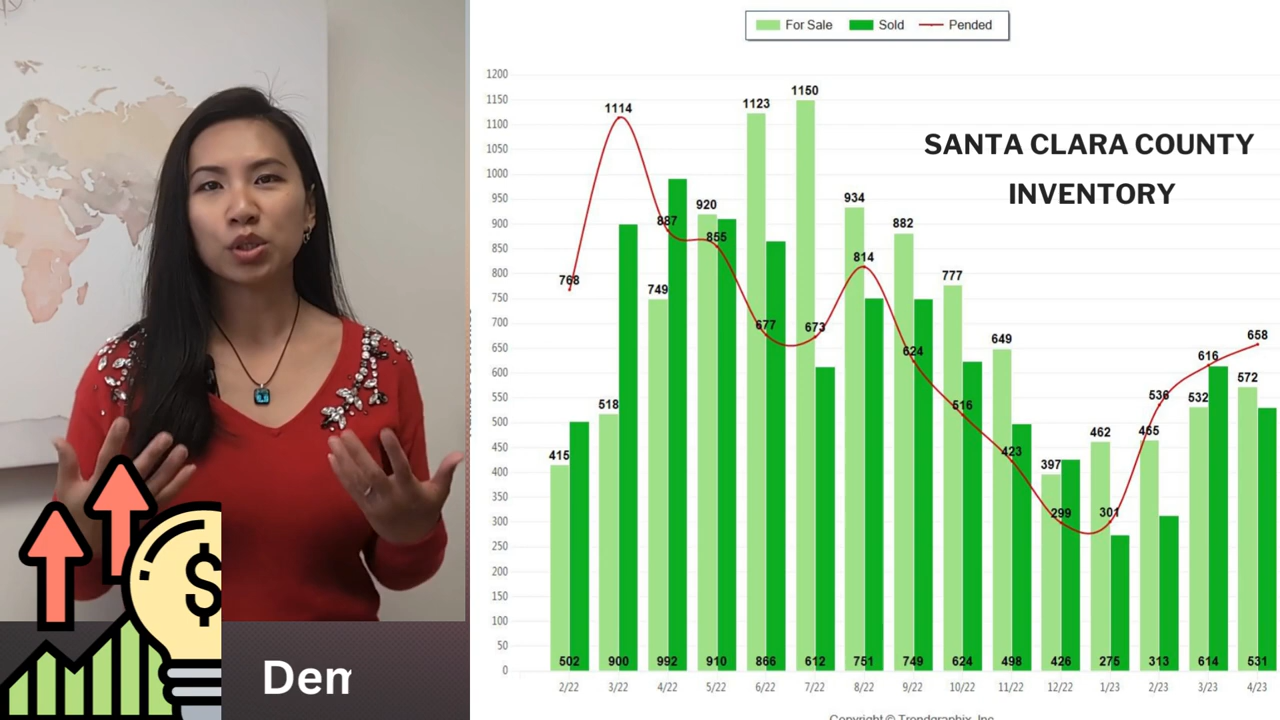 For Sale Sold Pended
SANTA CLARA COUNTY
INVENTORY
1200
1150
1100
1050
1000
950
900
850
800
750
700
650
600
550
500
450
400
350
300
250
200
150
100
50
0
768 1114 887 855 677 673 814 624 516 423 299 301 536 616 658
415 518 749 920 1123 1150 934 882 777 649 397 462 465 532 572
502 900 992 910 866 612 751 749 624 498 426 275 313 614 531
2/22 3/22 4/22 5/22 6/22 7/22 8/22 9/22 10/22 11/22 12/22 1/23 2/23 3/23 4/23
Copyright © Trendgraphix, Inc.
$
Dem